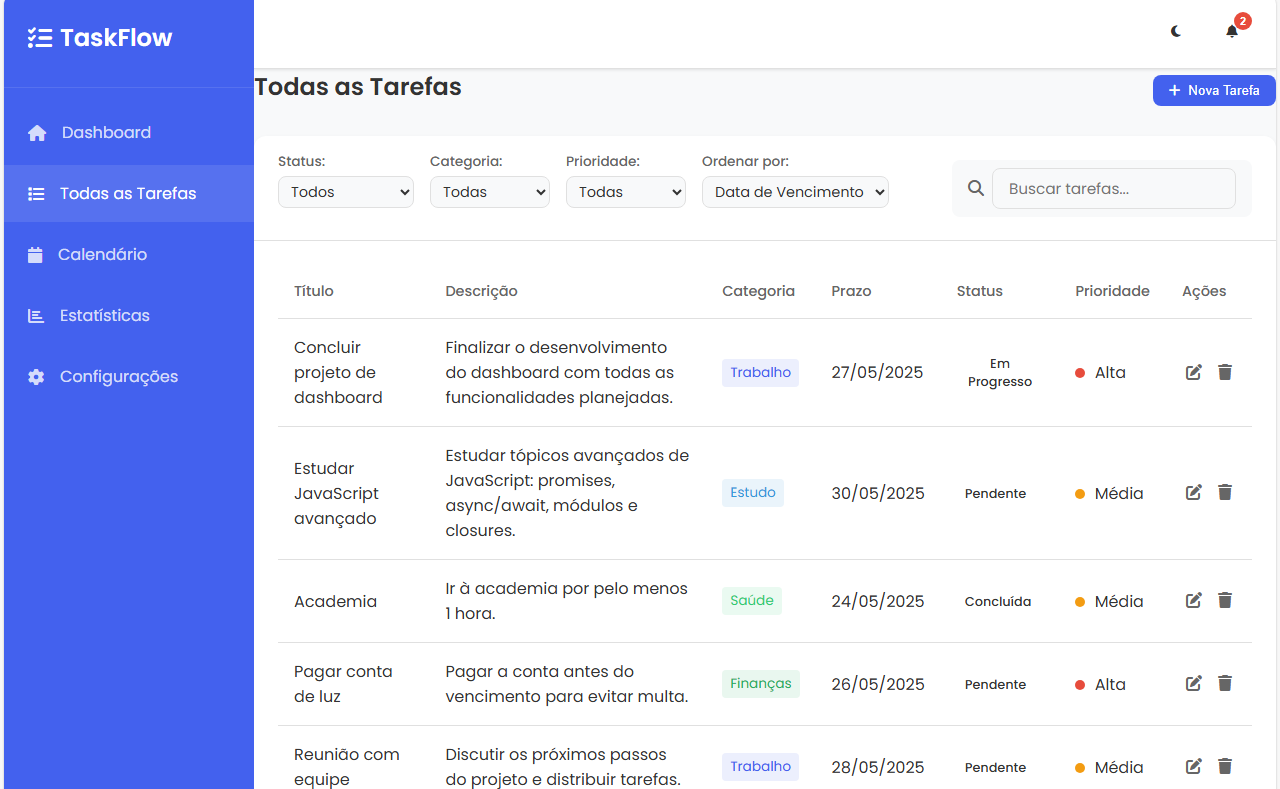 TaskFlow
2
Dashboard
Todas as Tarefas
Calendário
Estatísticas
Configurações
Todas as Tarefas
Nova Tarefa
Status:
Categoria:
Prioridade:
Ordenar por:
Todos
Todas
Todas
Data de Vencimento
Buscar tarefas...
Título
Descrição
Categoria
Prazo
Status
Prioridade
Ações
Concluir
projeto de
dashboard
Finalizar o desenvolvimento
do dashboard com todas as
funcionalidades planejadas.
Trabalho
27/05/2025
Em
Progresso
Alta
Estudar
JavaScript
avançado
Estudar tópicos avançados de
JavaScript: promises,
async/await, módulos e
closures.
Estudo
30/05/2025
Pendente
Média
Academia
Ir à academia por pelo menos
1 hora.
Saúde
24/05/2025
Concluída
Média
Pagar conta
de luz
Pagar a conta antes do
vencimento para evitar multa.
Finanças
26/05/2025
Pendente
Alta
Reunião com
equipe
Discutir os próximos passos
do projeto e distribuir tarefas.
Trabalho
28/05/2025
Pendente
Média